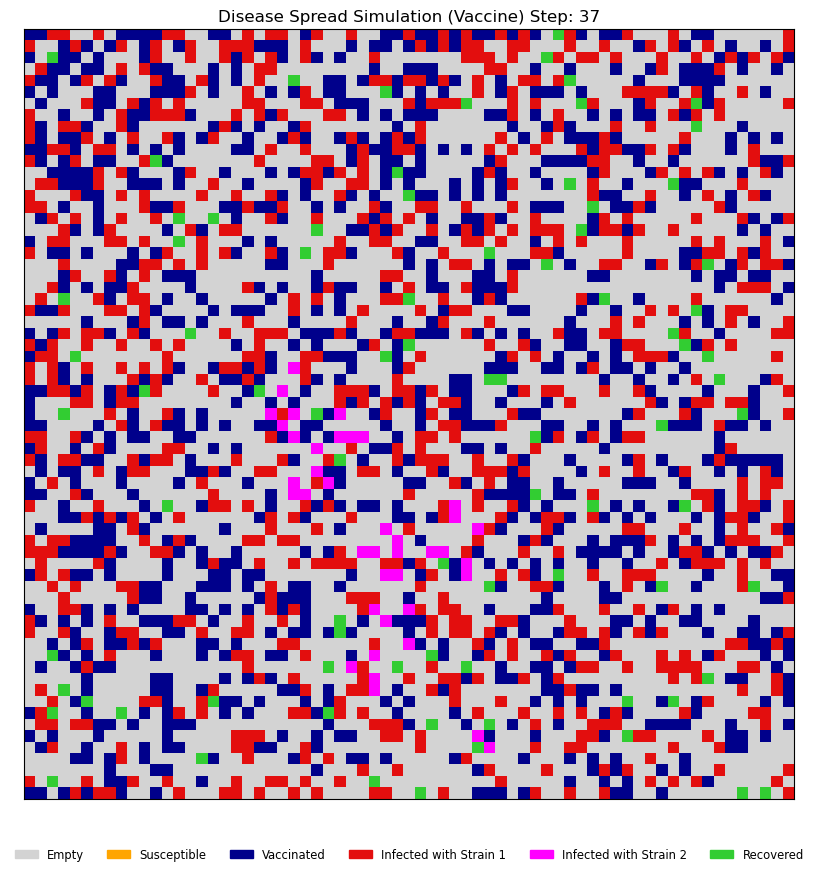 Disease Spread Simulation (Vaccine) Step: 37
Empty Susceptible Vaccinated Infected with Strain 1 Infected with Strain 2 Recovered